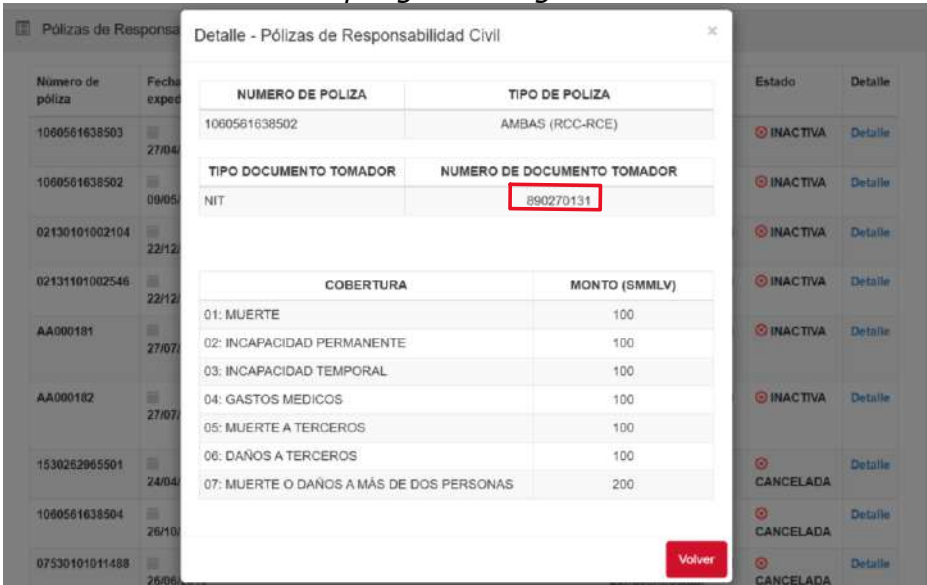 Pólizas de Responsa
Detalle - Pólizas de Responsabilidad Civil
×
Número de póliza
Fecha exped
Estado
Detalle
NUMERO DE POLIZA
TIPO DE POLIZA
1060561638502
AMBAS (RCC-RCE)
TIPO DOCUMENTO TOMADOR
NUMERO DE DOCUMENTO TOMADOR
NIT
890270131
COBERTURA
MONTO (SMMLV)
01: MUERTE
100
02: INCAPACIDAD PERMANENTE
100
03: INCAPACIDAD TEMPORAL
100
04: GASTOS MEDICOS
100
05: MUERTE A TERCEROS
100
06: DAÑOS A TERCEROS
100
07: MUERTE O DAÑOS A MÁS DE DOS PERSONAS
200
Volver
1060561638503
27/04/
INACTIVA
Detalle
1060561638502
09/05/
INACTIVA
Detalle
02130101002104
22/12/
INACTIVA
Detalle
02131101002546
22/12/
INACTIVA
Detalle
AA000181
27/07/
INACTIVA
Detalle
AA000182
27/07/
INACTIVA
Detalle
1530262965501
24/04/
CANCELADA
Detalle
1060561638504
26/10/
CANCELADA
Detalle
07530101011488
26/06/
CANCELADA
Detalle